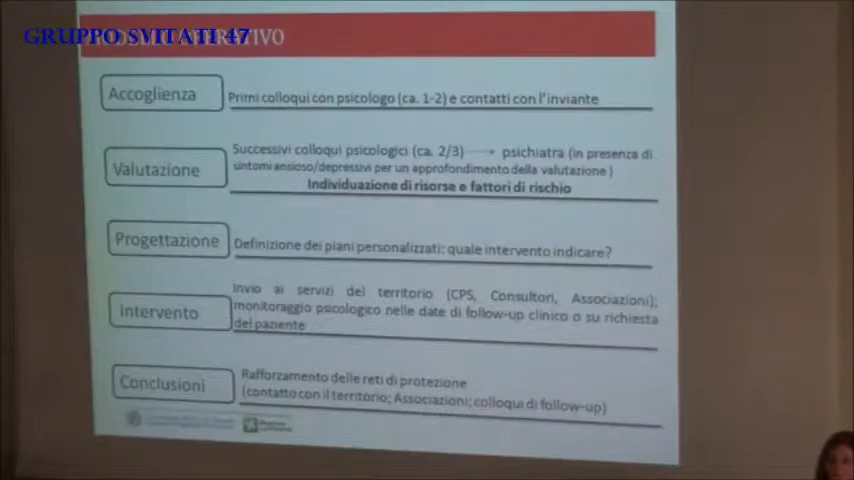 GRUPPO SVITATI 47
Accoglienza
Primi colloqui con psicologo (ca. 1-2) e contatti con l'inviante
Valutazione
Successivi colloqui psicologici (ca. 2/3) → psichiatra (in presenza di
sintomi ansioso/depressivi per un approfondimento della valutazione )
Individuazione di risorse e fattori di rischio
Progettazione
Definizione dei piani personalizzati: quale intervento indicare?
Intervento
Invio ai servizi del territorio (CPS, Consultori, Associazioni);
monitoraggio psicologico nelle date di follow-up clinico o su richiesta
del paziente
Conclusioni
Rafforzamento delle reti di protezione
(contatto con il territorio; Associazioni; colloqui di follow-up)